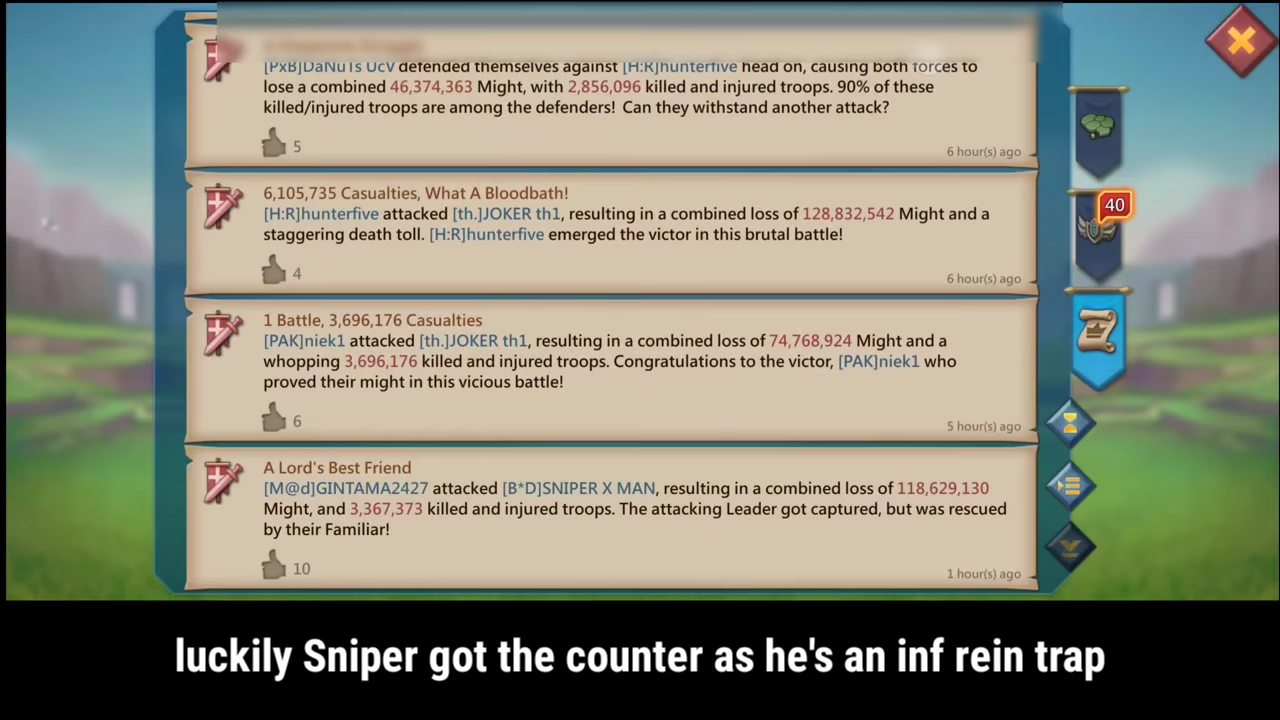 [PxB]DaNuTs UcV defended themselves against [H:R]hunterfive head on, causing both forces to
lose a combined 46,374,363 Might, with 2,856,096 killed and injured troops. 90% of these
killed/injured troops are among the defenders! Can they withstand another attack?
5
6 hour(s) ago
6,105,735 Casualties, What A Bloodbath!
[H:R]hunterfive attacked [th.]JOKER th1, resulting in a combined loss of 128,832,542 Might and a
staggering death toll. [H:R]hunterfive emerged the victor in this brutal battle!
4
6 hour(s) ago
40
1 Battle, 3,696,176 Casualties
[PAK]niek1 attacked [th.]JOKER th1, resulting in a combined loss of 74,768,924 Might and a
whopping 3,696,176 killed and injured troops. Congratulations to the victor, [PAK]niek1 who
proved their might in this vicious battle!
6
5 hour(s) ago
A Lord's Best Friend
[M@d]GINTAMA2427 attacked [B*D]SNIPER X MAN, resulting in a combined loss of 118,629,130
Might, and 3,367,373 killed and injured troops. The attacking Leader got captured, but was rescued
by their Familiar!
10
1 hour(s) ago
luckily Sniper got the counter as he's an inf rein trap